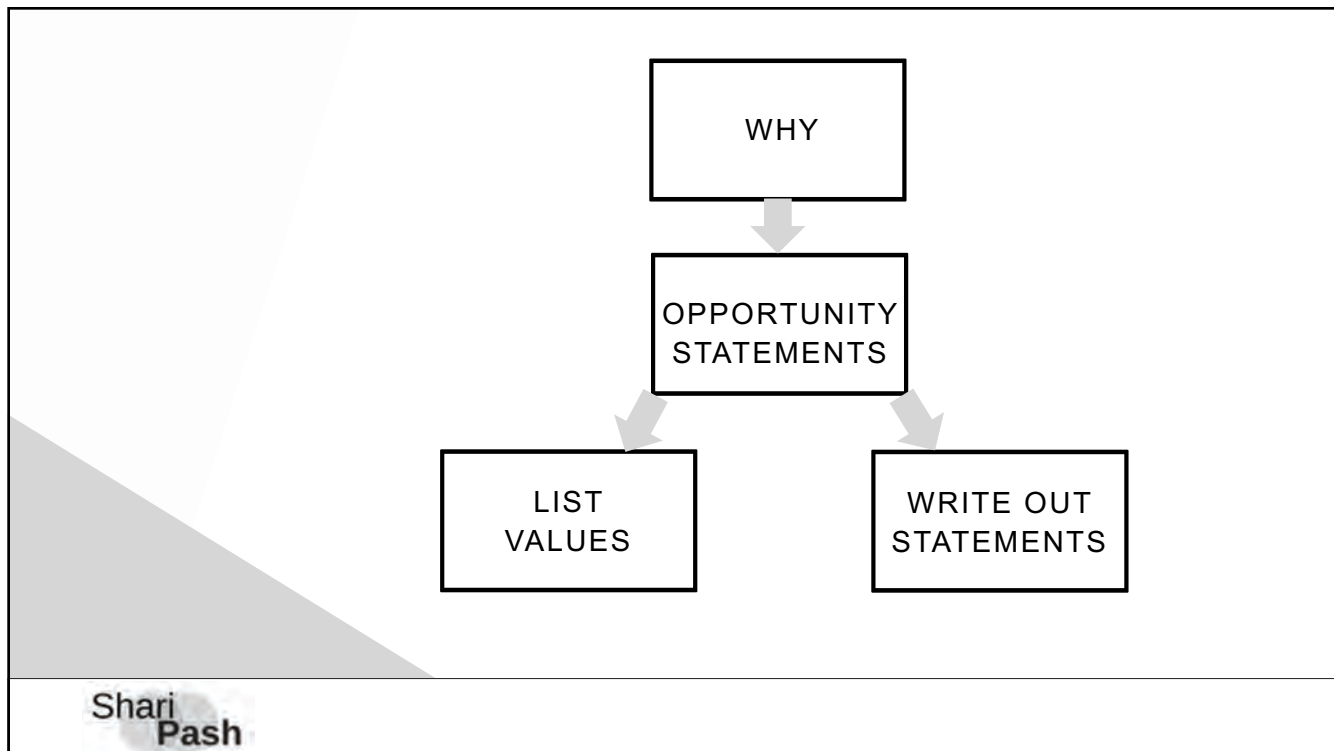 WHY
OPPORTUNITY
STATEMENTS
LIST
VALUES
WRITE OUT
STATEMENTS
Shari
Pash